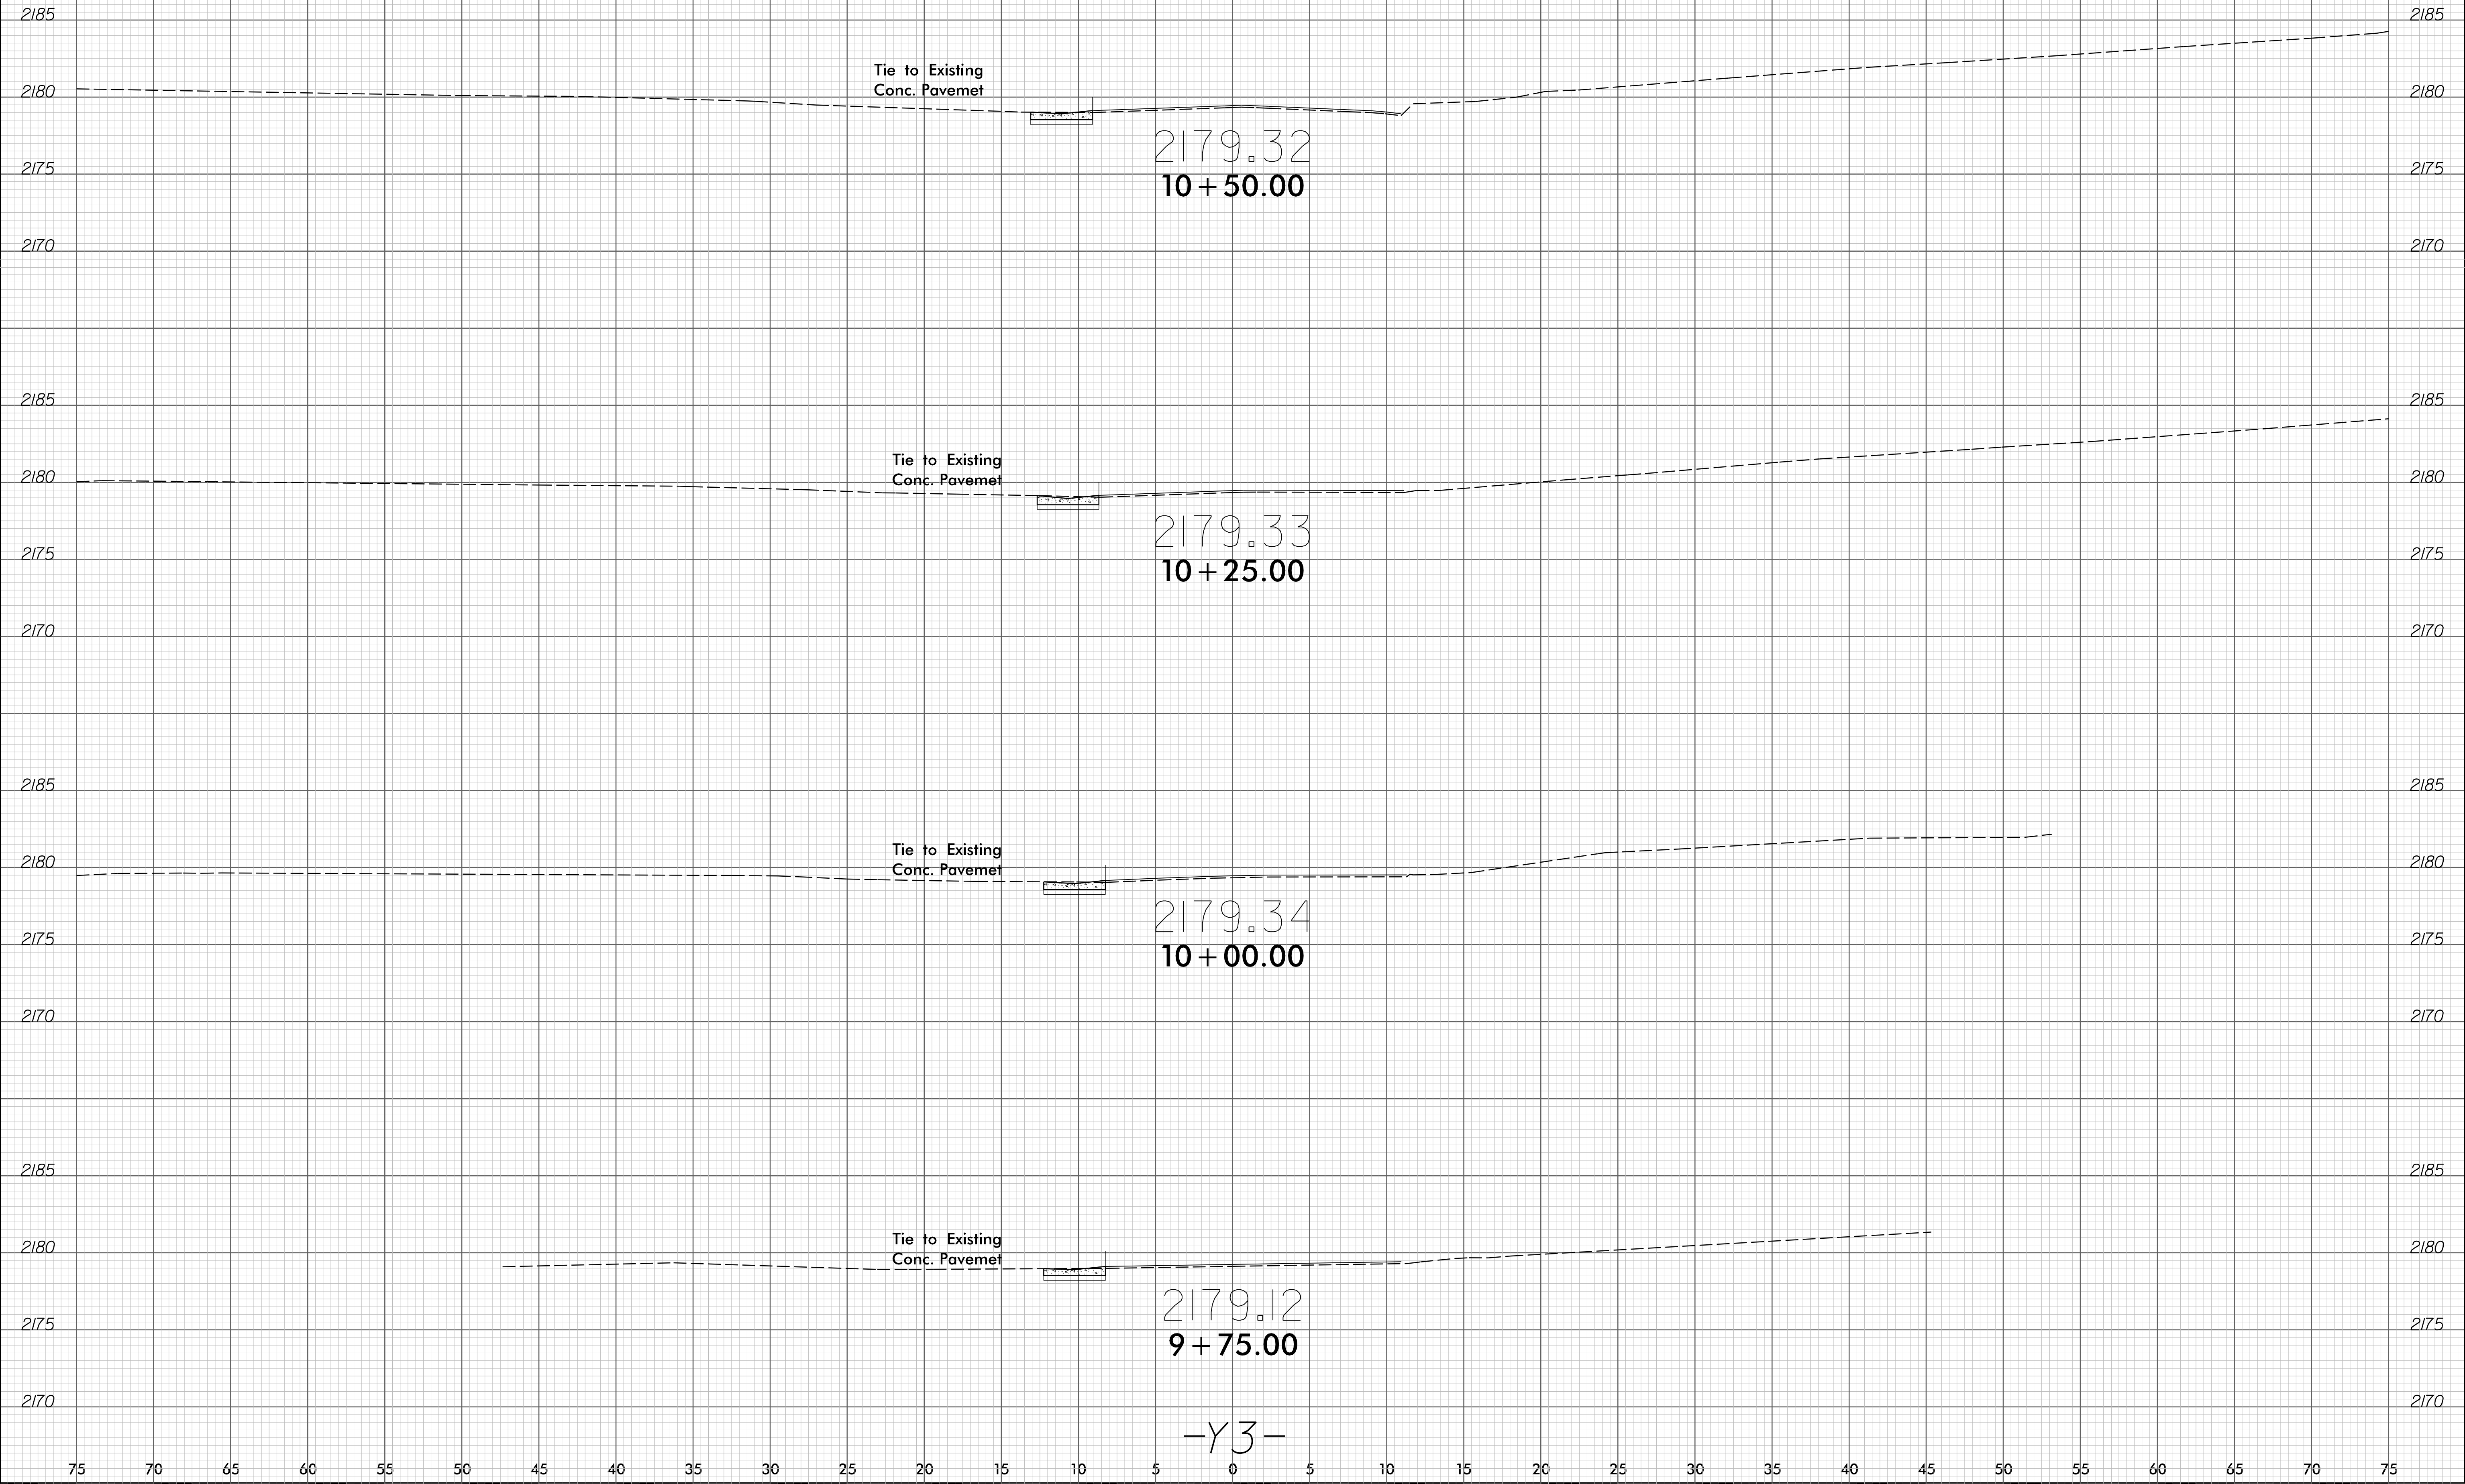 2185 2185
Tie to Existing
2180 Conc. Pavemet 2180
2179.32
2175 2175
10+50.00
2170 2170
2185 2185
Tie to Existing
2180 Conc. Pavemet 2180
2179.33
2175 2175
10+25.00
2170 2170
2185 2185
Tie to Existing
2180 Conc. Pavemet 2180
2179.34
2175 2175
10+00.00
2170 2170
2185 2185
Tie to Existing
2180 Conc. Pavemet 2180
2179.12
2175 2175
9+75.00
2170 2170
-Y3-
75 70 65 60 55 50 45 40 35 30 25 20 15 10 5 0 5 10 15 20 25 30 35 40 45 50 55 60 65 70 75